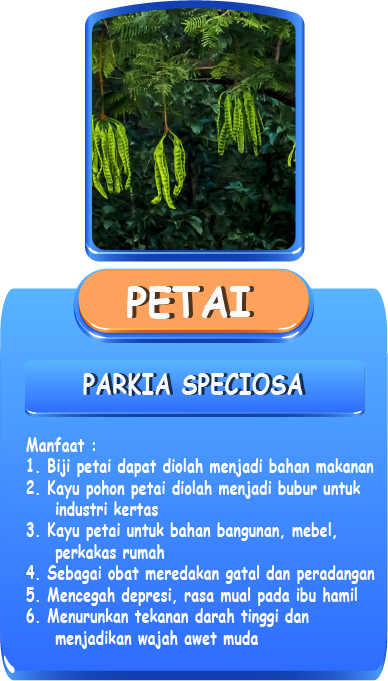 PETAI
PARKIA SPECIOSA
Manfaat :
1. Biji petai dapat diolah menjadi bahan makanan
2. Kayu pohon petai diolah menjadi bubur untuk
industri kertas
3. Kayu petai untuk bahan bangunan, mebel,
perkakas rumah
4. Sebagai obat meredakan gatal dan peradangan
5. Mencegah depresi, rasa mual pada ibu hamil
6. Menurunkan tekanan darah tinggi dan
menjadikan wajah awet muda